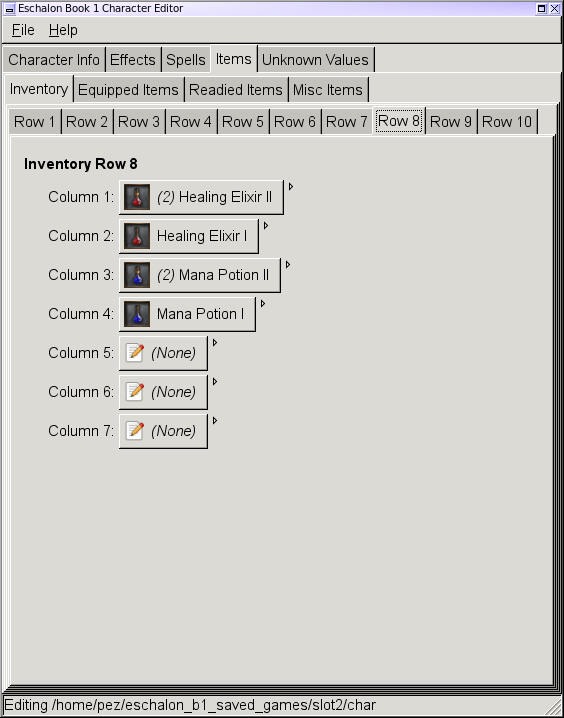 Eschalon Book 1 Character Editor
File Help
Character Info Effects Spells Items Unknown Values
Inventory Equipped Items Readied Items Misc Items
Row 1 Row 2 Row 3 Row 4 Row 5 Row 6 Row 7 Row 8 Row 9 Row 10
Inventory Row 8
Column 1: (2) Healing Elixir II
Column 2: Healing Elixir I
Column 3: (2) Mana Potion II
Column 4: Mana Potion I
Column 5: (None)
Column 6: (None)
Column 7: (None)
Editing /home/pez/eschalon_b1_saved_games/slot2/char